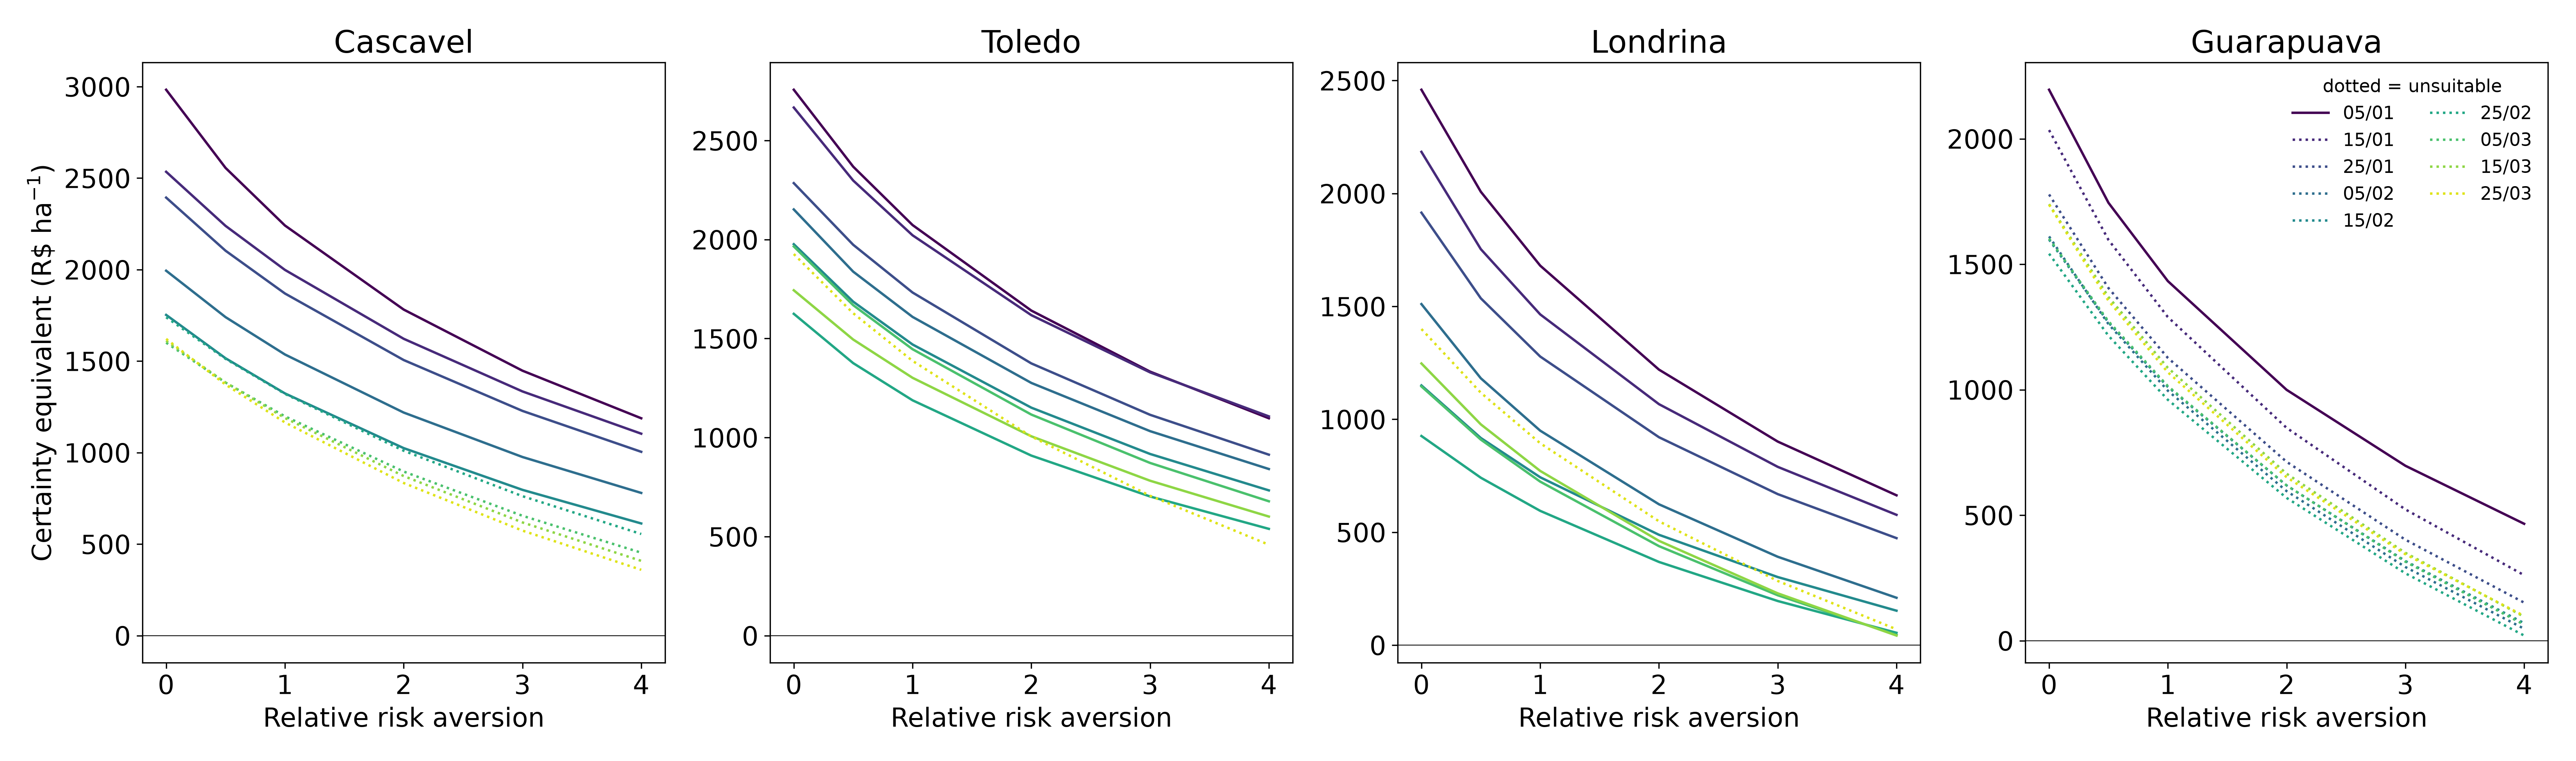 Cascavel
Toledo
Londrina
Guarapuava
Certainty equivalent (R$ ha⁻¹)
3000
2500
2000
1500
1000
500
0
0 1 2 3 4
Relative risk aversion
2500
2000
1500
1000
500
0
0 1 2 3 4
Relative risk aversion
2500
2000
1500
1000
500
0
0 1 2 3 4
Relative risk aversion
2000
1500
1000
500
0
0 1 2 3 4
Relative risk aversion
dotted = unsuitable
05/01
15/01
25/01
05/02
15/02
25/02
05/03
15/03
25/03